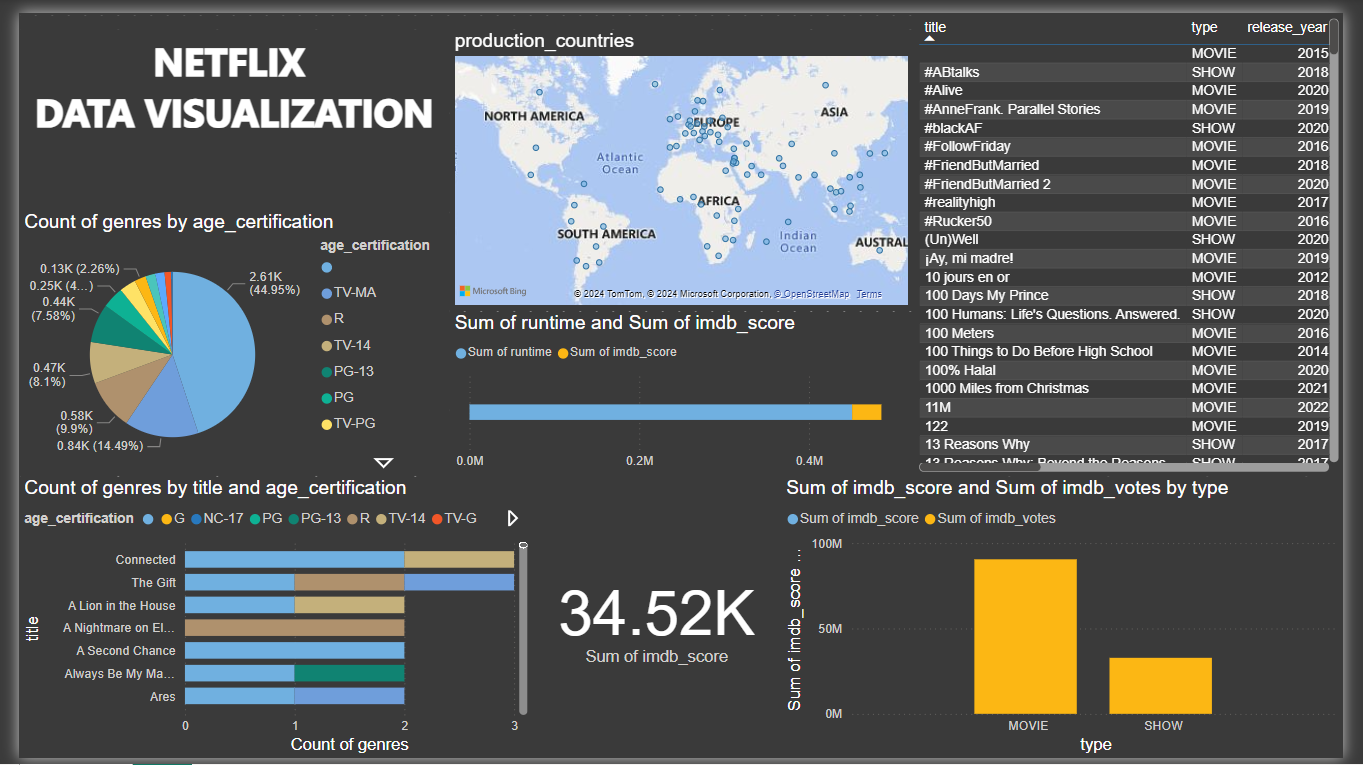 NETFLIX
DATA VISUALIZATION
Count of genres by age_certification
age_certification
TV-MA
R
TV-14
PG-13
PG
TV-PG
0.13K (2.26%)
0.25K (4...)
0.44K
(7.58%)
0.47K
(8.1%)
0.58K
(9.9%)
0.84K (14.49%)
2.61K
(44.95%)
production_countries
NORTH AMERICA
EUROPE
ASIA
Atlantic
Ocean
AFRICA
SOUTH AMERICA
Indian
Ocean
AUSTRAL
Microsoft Bing
© 2024 TomTom, © 2024 Microsoft Corporation, © OpenStreetMap Terms
Sum of runtime and Sum of imdb_score
Sum of runtime Sum of imdb_score
0.0M 0.2M 0.4M
title type release_year
MOVIE 2015
#ABtalks SHOW 2018
#Alive MOVIE 2020
#AnneFrank. Parallel Stories MOVIE 2019
#blackAF SHOW 2020
#FollowFriday MOVIE 2016
#FriendButMarried MOVIE 2018
#FriendButMarried 2 MOVIE 2020
#realityhigh MOVIE 2017
#Rucker50 MOVIE 2016
(Un)Well SHOW 2020
¡Ay, mi madre! MOVIE 2019
10 jours en or MOVIE 2012
100 Days My Prince SHOW 2018
100 Humans: Life's Questions. Answered. SHOW 2020
100 Meters MOVIE 2016
100 Things to Do Before High School SHOW 2014
100% Halal MOVIE 2020
1000 Miles from Christmas MOVIE 2021
11M MOVIE 2022
122 MOVIE 2019
13 Reasons Why SHOW 2017
13 Reasons Why: Beyond the Reasons SHOW 2017
Count of genres by title and age_certification
age_certification G NC-17 PG PG-13 R TV-14 TV-G
title
Connected
The Gift
A Lion in the House
A Nightmare on El...
A Second Chance
Always Be My Ma...
Ares
0 1 2 3
Count of genres
34.52K
Sum of imdb_score
Sum of imdb_score and Sum of imdb_votes by type
Sum of imdb_score Sum of imdb_votes
Sum of imdb_score ...
100M
50M
0M
MOVIE SHOW
type